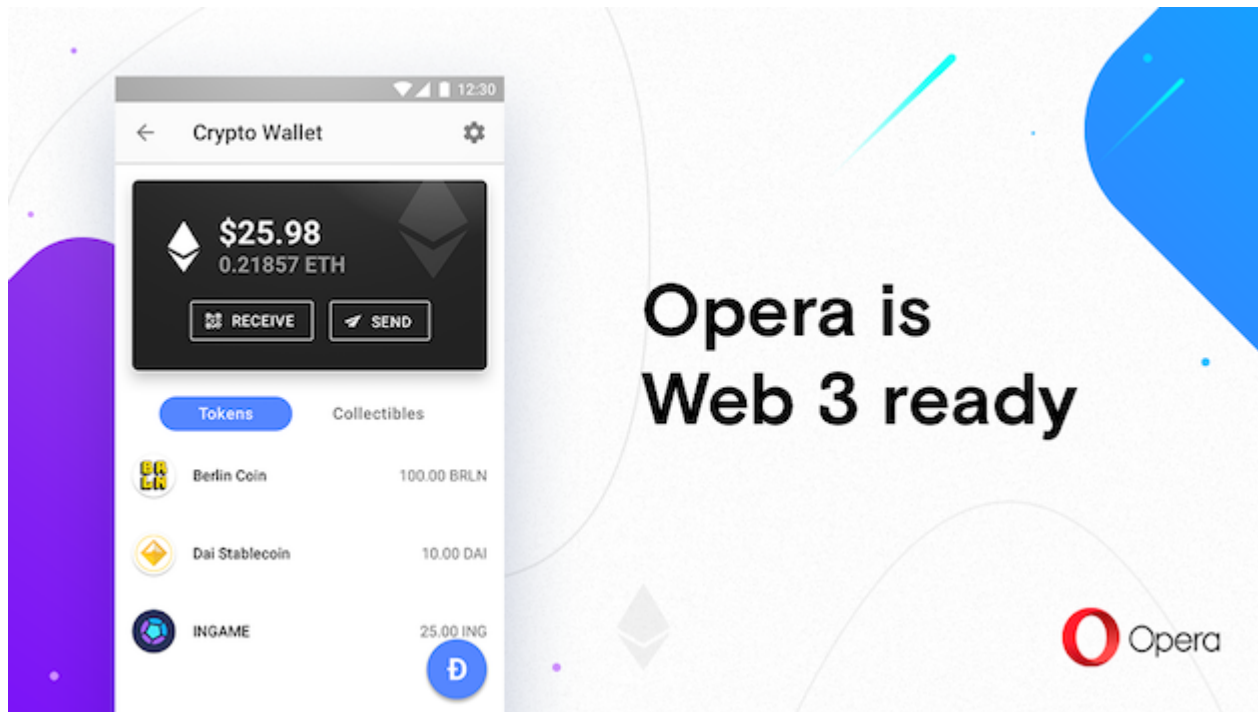 12:30
Crypto Wallet
$25.98
0.21857 ETH
RECEIVE
SEND
Tokens
Collectibles
BRLN
Berlin Coin
100.00 BRLN
Dai Stablecoin
10.00 DAI
INGAME
25.00 ING
Đ
Opera is
Web 3 ready
Opera